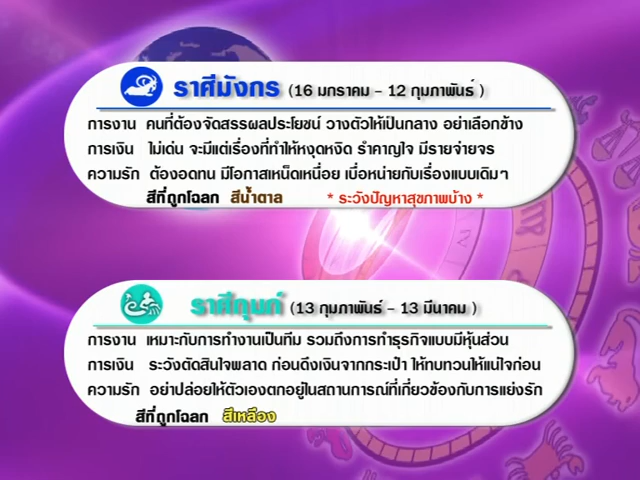 ราศีมังกร (16 มกราคม - 12 กุมภาพันธ์ )
การงาน คนที่ต้องจัดสรรผลประโยชน์ วางตัวให้เป็นกลาง อย่าเลือกข้าง
การเงิน ไม่เด่น จะมีแต่เรื่องที่ทำให้หงุดหงิด รำคาญใจ มีรายจ่ายจร
ความรัก ต้องอดทน มีโอกาสเหน็ดเหนื่อย เบื่อหน่ายกับเรื่องแบบเดิมๆ
สีที่ถูกโฉลก สีน้ำตาล * ระวังปัญหาสุขภาพบ้าง *
ราศีกุมภ์ (13 กุมภาพันธ์ - 13 มีนาคม )
การงาน เหมาะกับการทำงานเป็นทีม รวมถึงการทำธุรกิจแบบมีหุ้นส่วน
การเงิน ระวังตัดสินใจพลาด ก่อนดึงเงินจากกระเป๋า ให้ทบทวนให้แน่ใจก่อน
ความรัก อย่าปล่อยให้ตัวเองตกอยู่ในสถานการณ์ที่เกี่ยวข้องกับการแย่งรัก
สีที่ถูกโฉลก สีเหลือง